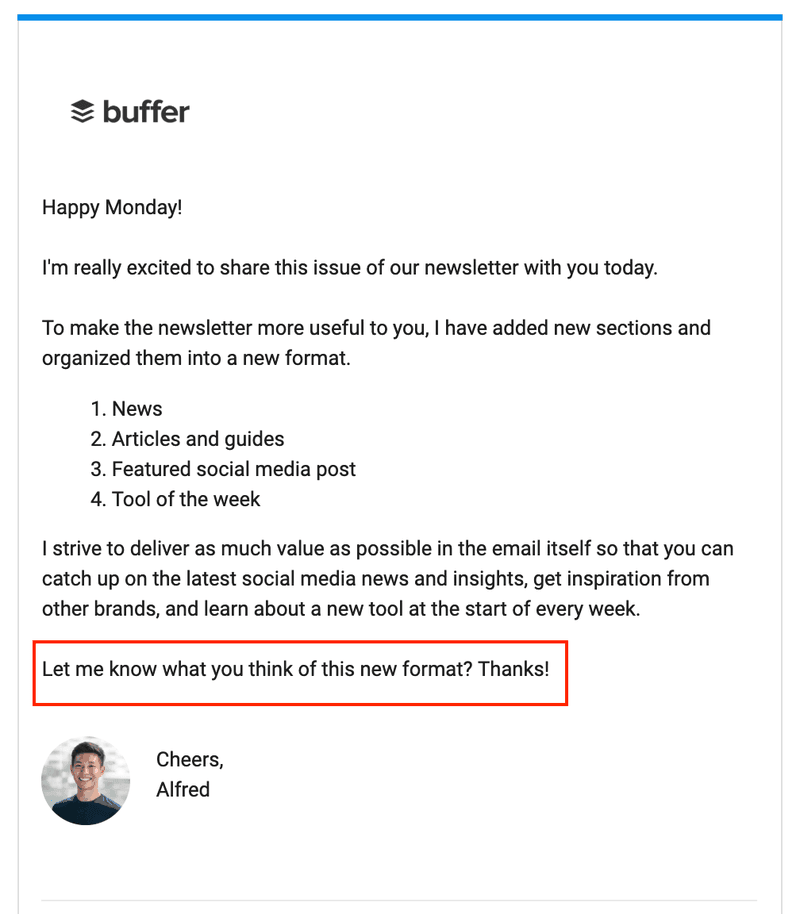 buffer
Happy Monday!
I'm really excited to share this issue of our newsletter with you today.
To make the newsletter more useful to you, I have added new sections and
organized them into a new format.
1. News
2. Articles and guides
3. Featured social media post
4. Tool of the week
I strive to deliver as much value as possible in the email itself so that you can
catch up on the latest social media news and insights, get inspiration from
other brands, and learn about a new tool at the start of every week.
Let me know what you think of this new format? Thanks!
Cheers,
Alfred